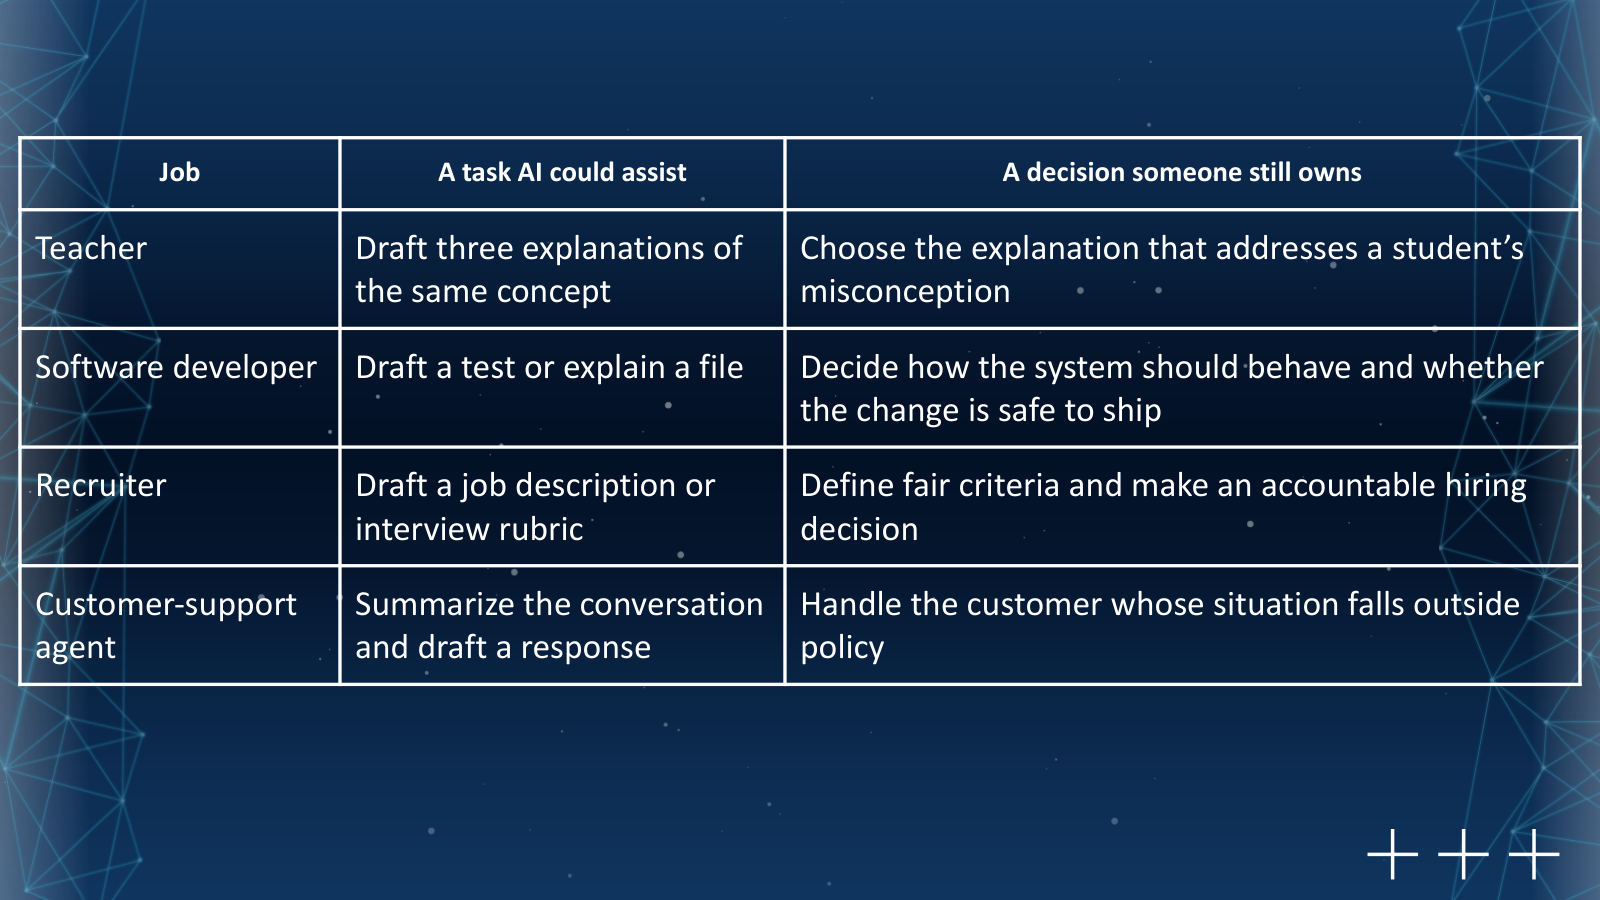 Job
A task AI could assist
A decision someone still owns
Teacher
Draft three explanations of
the same concept
Choose the explanation that addresses a student’s
misconception
Software developer
Draft a test or explain a file
Decide how the system should behave and whether
the change is safe to ship
Recruiter
Draft a job description or
interview rubric
Define fair criteria and make an accountable hiring
decision
Customer-support
agent
Summarize the conversation
and draft a response
Handle the customer whose situation falls outside
policy